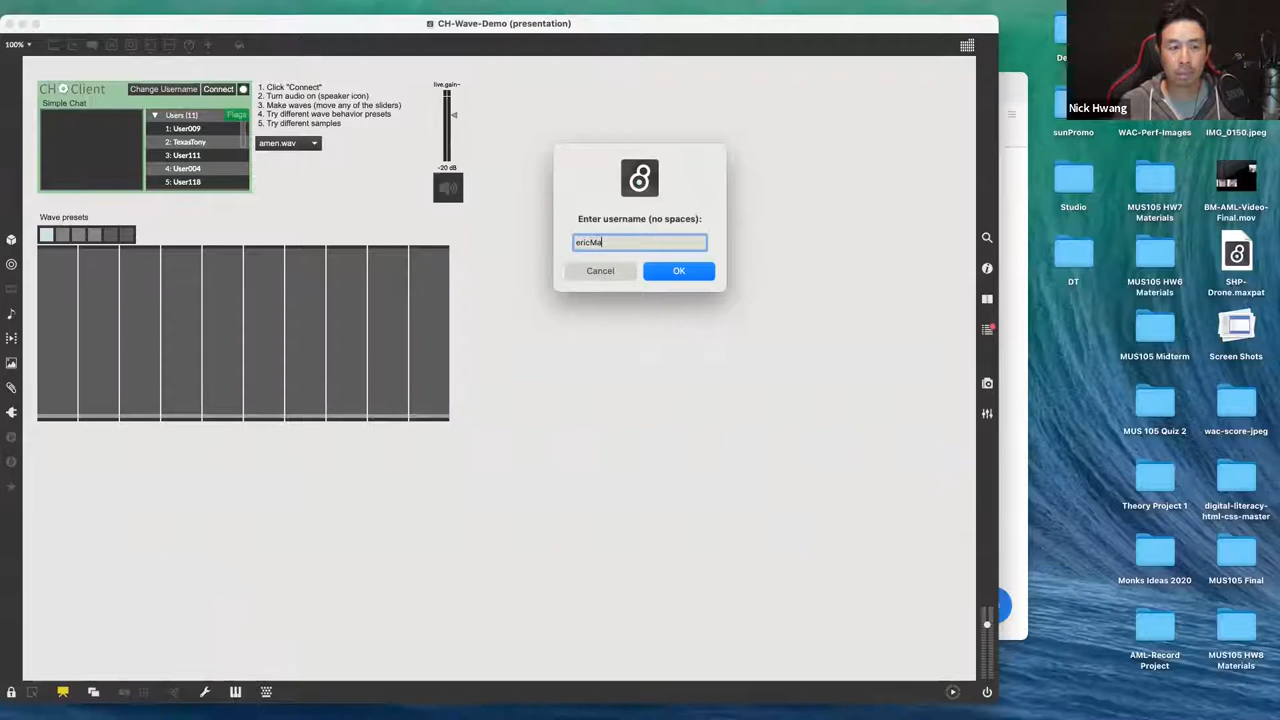 CH-Wave-Demo (presentation)
100%
CH Client
Change Username
Connect
Simple Chat
Users (11)
Flags
1: User009
2: TexasTony
3: User111
4: User004
5: User118
1. Click "Connect"
2. Turn audio on (speaker icon)
3. Make waves (move any of the sliders)
4. Try different wave behavior presets
5. Try different samples
amen.wav
live.gain~
-20 dB
Wave presets
Enter username (no spaces):
ericMa
Cancel
OK
Nick Hwang
De
sunPromo
WAC-Perf-Images
IMG_0150.jpeg
Studio
MUS105 HW7
Materials
BM-AML-Video-
Final.mov
DT
MUS105 HW6
Materials
SHP-
Drone.maxpat
MUS105 Midterm
Screen Shots
MUS 105 Quiz 2
wac-score-jpeg
Theory Project 1
digital-literacy-
html-css-master
Monks Ideas 2020
MUS105 Final
AML-Record
Project
MUS105 HW8
Materials